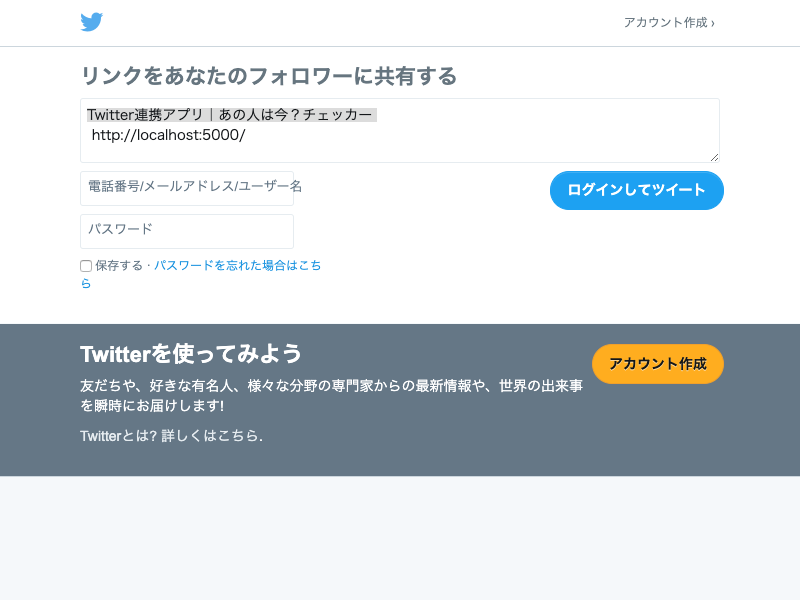 アカウント作成 ›
リンクをあなたのフォロワーに共有する
Twitter連携アプリ｜あの人は今？チェッカー
http://localhost:5000/
電話番号/メールアドレス/ユーザー名
ログインしてツイート
パスワード
保存する · パスワードを忘れた場合はこち
ら
Twitterを使ってみよう
アカウント作成
友だちや、好きな有名人、様々な分野の専門家からの最新情報や、世界の出来事
を瞬時にお届けします!
Twitterとは? 詳しくはこちら.